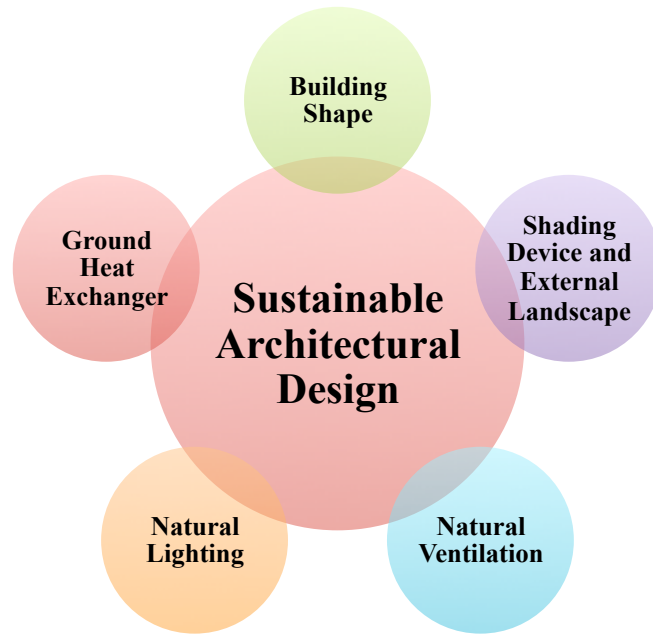 Building
Shape
Ground
Heat
Exchanger
Shading
Device and
External
Landscape
Sustainable
Architectural
Design
Natural
Lighting
Natural
Ventilation